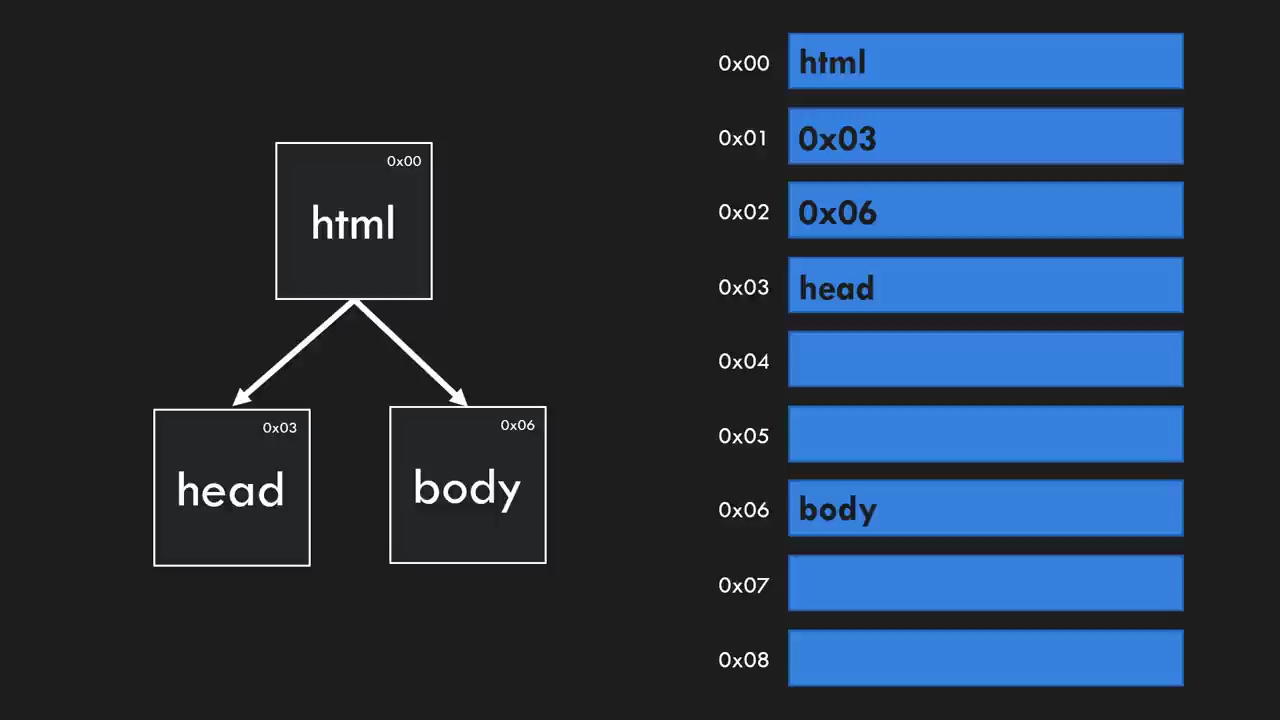 0x00
html
0x03
head
0x06
body
0x00 html
0x01 0x03
0x02 0x06
0x03 head
0x04
0x05
0x06 body
0x07
0x08